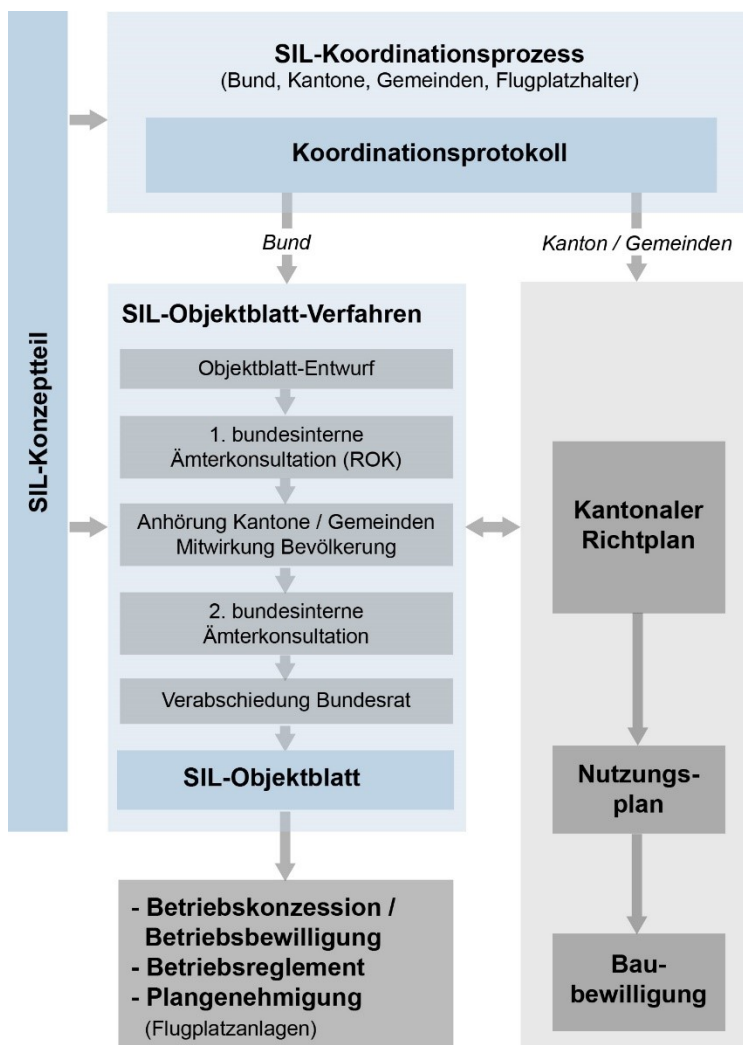 SIL-Konzeptteil
SIL-Koordinationsprozess
(Bund, Kantone, Gemeinden, Flugplatzhalter)
Koordinationsprotokoll
Bund
Kanton / Gemeinden
SIL-Objektblatt-Verfahren
Objektblatt-Entwurf
1. bundesinterne
Ämterkonsultation (ROK)
Anhörung Kantone / Gemeinden
Mitwirkung Bevölkerung
2. bundesinterne
Ämterkonsultation
Verabschiedung Bundesrat
SIL-Objektblatt
- Betriebskonzession /
Betriebsbewilligung
- Betriebsreglement
- Plangenehmigung
(Flugplatzanlagen)
Kantonaler
Richtplan
Nutzungs-
plan
Bau-
bewilligung